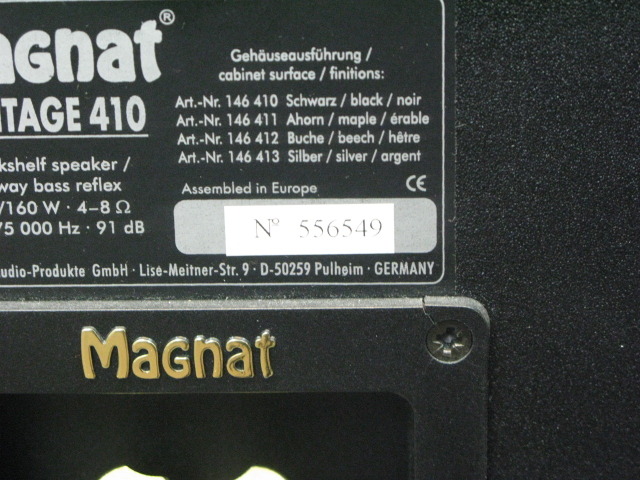 agnat®
TAGE 410
kshelf speaker /
way bass reflex
/160 W · 4–8 Ω
75 000 Hz · 91 dB
Gehäuseausführung /
cabinet surface / finitions:
Art.-Nr. 146 410 Schwarz / black / noir
Art.-Nr. 146 411 Ahorn / maple / érable
Art.-Nr. 146 412 Buche / beech / hêtre
Art.-Nr. 146 413 Silber / silver / argent
Assembled in Europe CE
Nº 556549
udio-Produkte GmbH · Lise-Meitner-Str. 9 · D-50259 Pulheim · GERMANY
Magnat